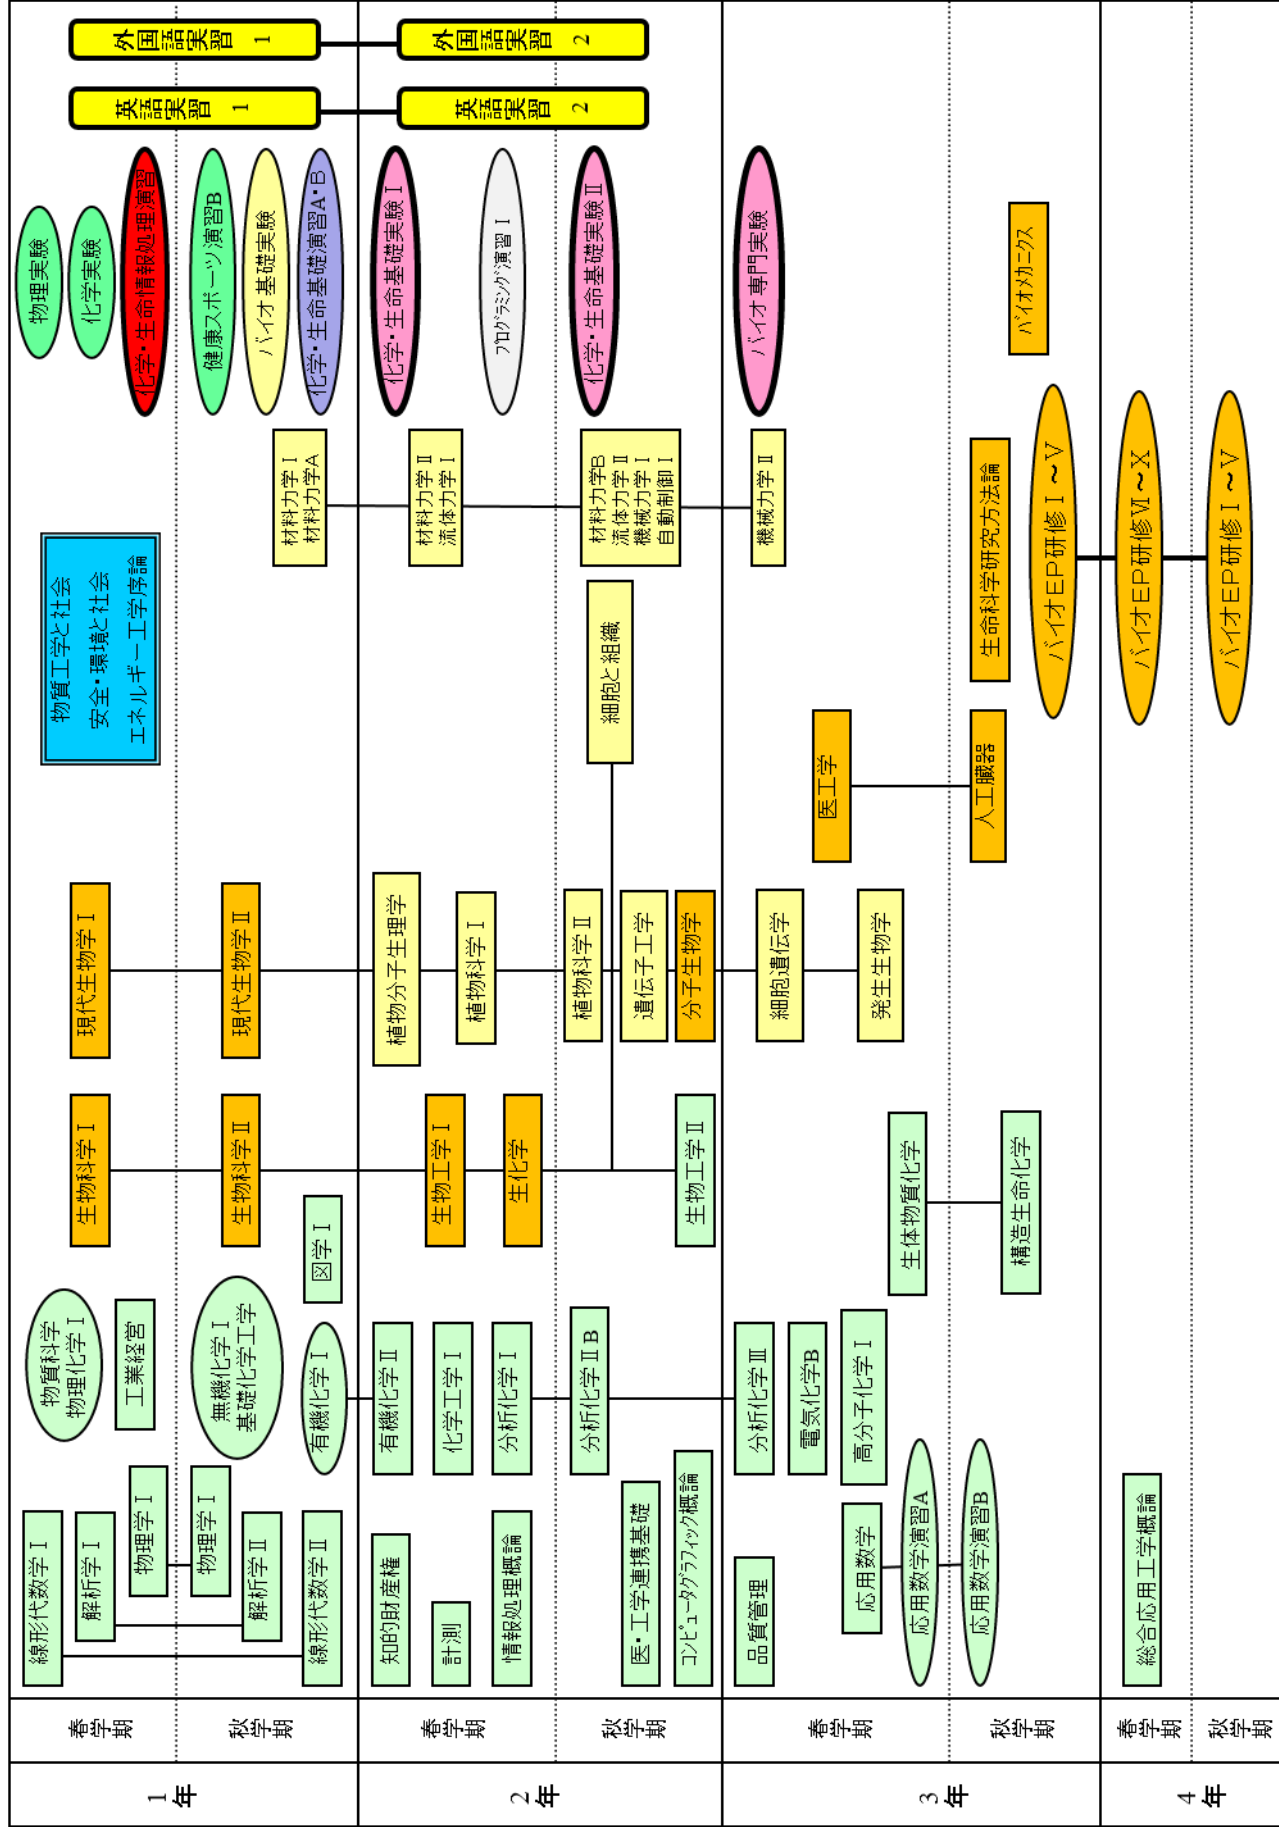 1年
春学期
線形代数学Ⅰ
解析学Ⅰ
物理学Ⅰ
物質科学
物理化学Ⅰ
工業経営
生物科学Ⅰ
現代生物学Ⅰ
物質工学と社会
安全・環境と社会
エネルギー工学序論
物理実験
化学実験
化学・生命情報処理演習
英語実習 1
外国語実習 1
秋学期
物理学Ⅰ
解析学Ⅱ
線形代数学Ⅱ
無機化学Ⅰ
基礎化学工学
有機化学Ⅰ
図学Ⅰ
生物科学Ⅱ
現代生物学Ⅱ
材料力学Ⅰ
材料力学A
健康スポーツ演習B
バイオ基礎実験
化学・生命基礎演習A・B
2年
春学期
知的財産権
計測
情報処理概論
有機化学Ⅱ
化学工学Ⅰ
分析化学Ⅰ
生物工学Ⅰ
生化学
植物分子生理学
植物科学Ⅰ
材料力学Ⅱ
流体力学Ⅰ
化学・生命基礎実験Ⅰ
プログラミング演習Ⅰ
英語実習 2
外国語実習 2
秋学期
医・工学連携基礎
コンピュータグラフィック概論
分析化学ⅡB
生物工学Ⅱ
植物科学Ⅱ
遺伝子工学
分子生物学
細胞と組織
材料力学B
流体力学Ⅱ
機械力学Ⅰ
自動制御Ⅰ
化学・生命基礎実験Ⅱ
3年
春学期
品質管理
応用数学
応用数学演習A
分析化学Ⅲ
電気化学B
高分子化学Ⅰ
生体物質化学
細胞遺伝学
発生生物学
医工学
機械力学Ⅱ
バイオ専門実験
秋学期
応用数学演習B
構造生命化学
人工臓器
生命科学研究方法論
バイオEP研修Ⅰ～Ⅴ
バイオメカニクス
4年
春学期
総合応用工学概論
バイオEP研修Ⅵ～Ⅹ
秋学期
バイオEP研修Ⅰ～Ⅴ